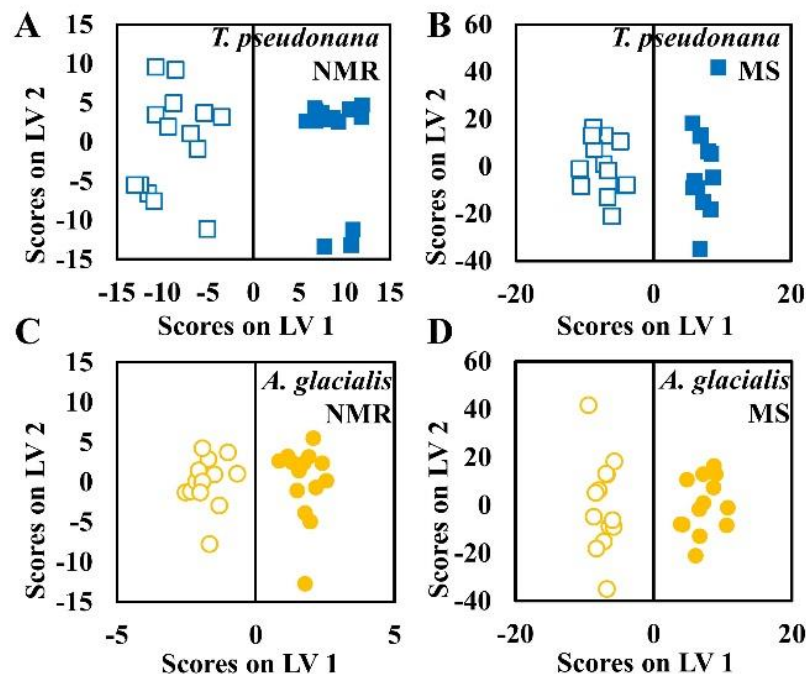 A
T. pseudonana
NMR
15
10
5
0
-5
-10
-15
Scores on LV 2
-15 -10 -5 0 5 10 15
Scores on LV 1
B
T. pseudonana
MS
60
40
20
0
-20
-40
Scores on LV 2
-20 0 20
Scores on LV 1
C
A. glacialis
NMR
15
10
5
0
-5
-10
-15
Scores on LV 2
-5 0 5
Scores on LV 1
D
A. glacialis
MS
60
40
20
0
-20
-40
Scores on LV 2
-20 0 20
Scores on LV 1